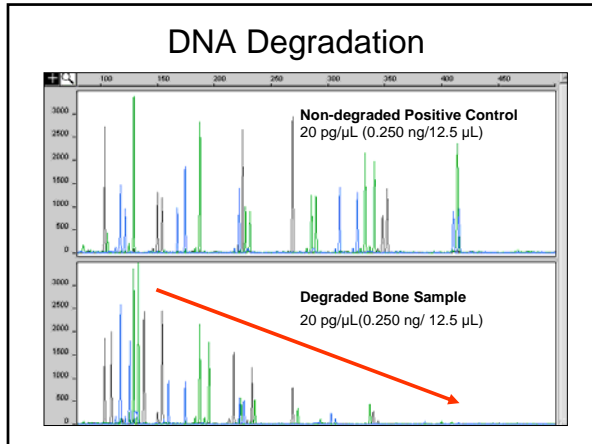 DNA Degradation
100 150 200 250 300 350 400 450
3000
2500
2000
1500
1000
500
0
Non-degraded Positive Control
20 pg/µL (0.250 ng/12.5 µL)
3000
2500
2000
1500
1000
500
0
Degraded Bone Sample
20 pg/µL(0.250 ng/ 12.5 µL)